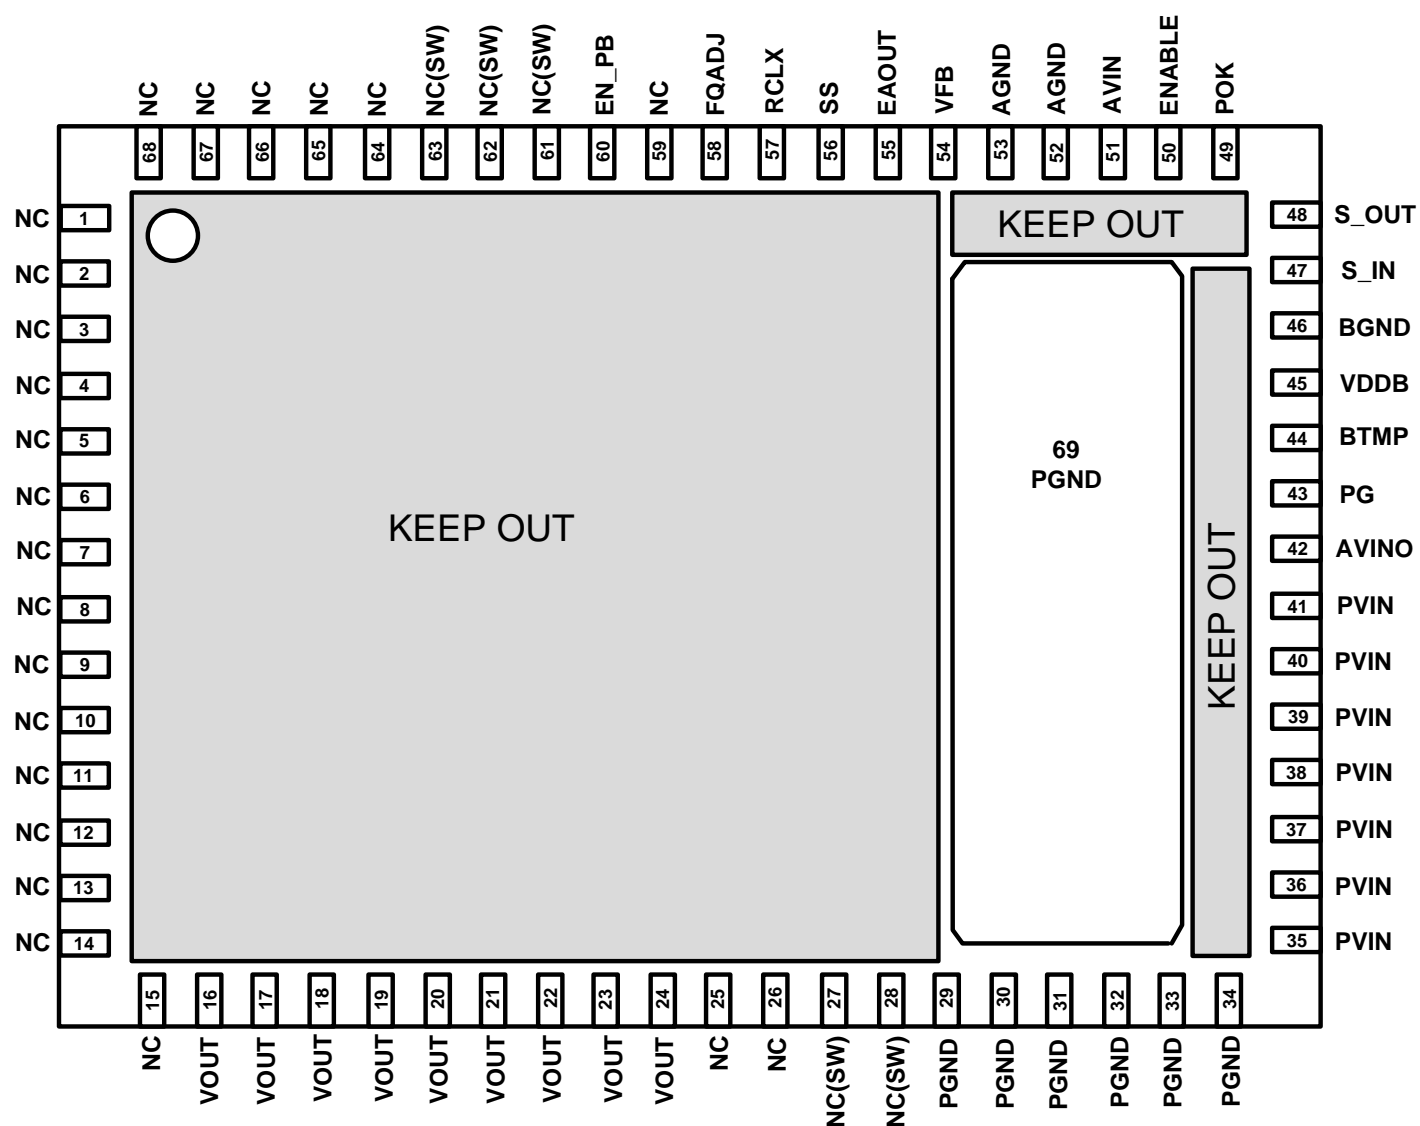 NC NC NC NC NC NC(SW) NC(SW) NC(SW) EN_PB NC FQADJ RCLX SS EAOUT VFB AGND AGND AVIN ENABLE POK
68 67 66 65 64 63 62 61 60 59 58 57 56 55 54 53 52 51 50 49
NC 1 KEEP OUT 48 S_OUT
NC 2 47 S_IN
NC 3 46 BGND
NC 4 45 VDDB
NC 5 44 BTMP
69
PGND
NC 6 43 PG
KEEP OUT
NC 7 42 AVINO
NC 8 41 PVIN
KEEP OUT
NC 9 40 PVIN
NC 10 39 PVIN
NC 11 38 PVIN
NC 12 37 PVIN
NC 13 36 PVIN
NC 14 35 PVIN
15 16 17 18 19 20 21 22 23 24 25 26 27 28 29 30 31 32 33 34
NC VOUT VOUT VOUT VOUT VOUT VOUT VOUT VOUT VOUT NC NC NC(SW) NC(SW) PGND PGND PGND PGND PGND PGND